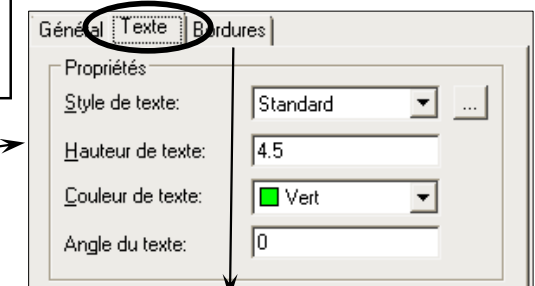 Général Texte Bordures
Propriétés
Style de texte: Standard ...
Hauteur de texte: 4.5
Couleur de texte: Vert
Angle du texte: 0